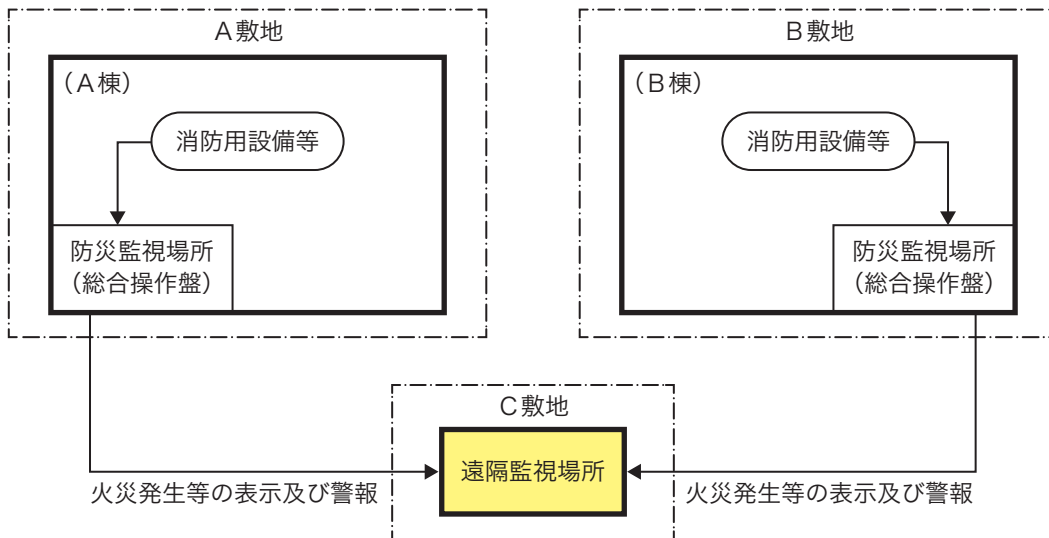 A敷地
(A棟)
消防用設備等
防災監視場所
(総合操作盤)
B敷地
(B棟)
消防用設備等
防災監視場所
(総合操作盤)
C敷地
遠隔監視場所
火災発生等の表示及び警報
火災発生等の表示及び警報